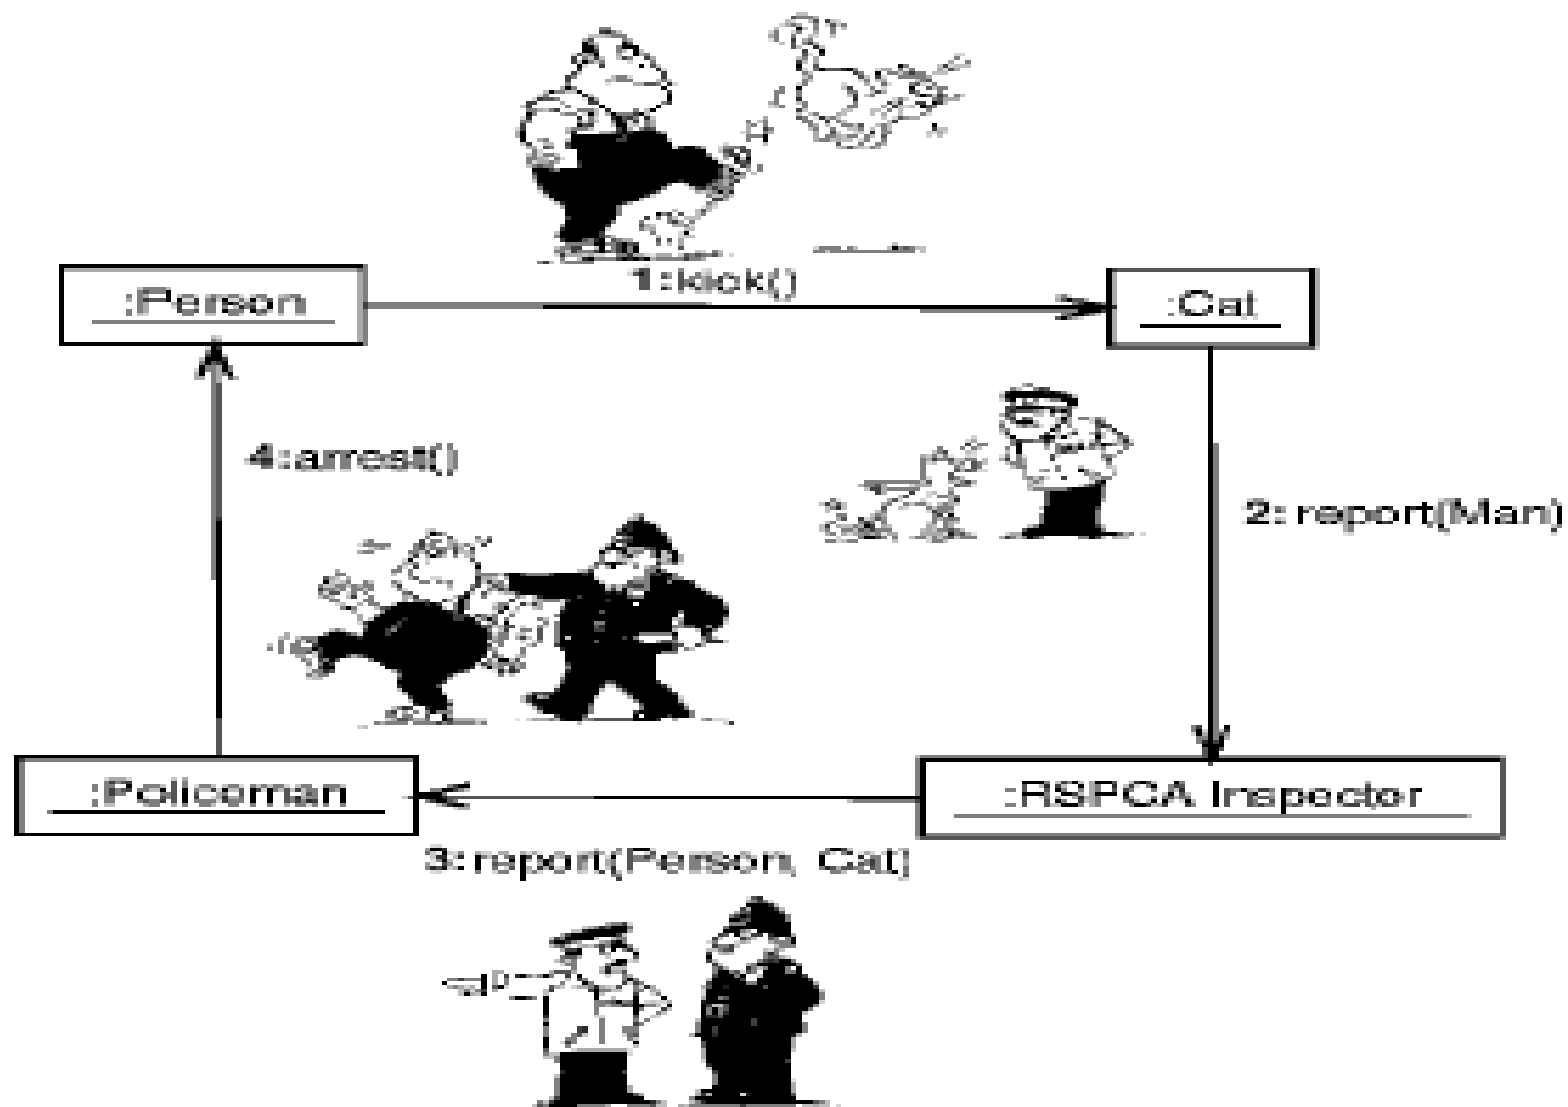 1:kick()
:Person
:Cat
4:arrest()
2: report(Man)
:Policeman
:RSPCA Inspector
3:report(Person, Cat)